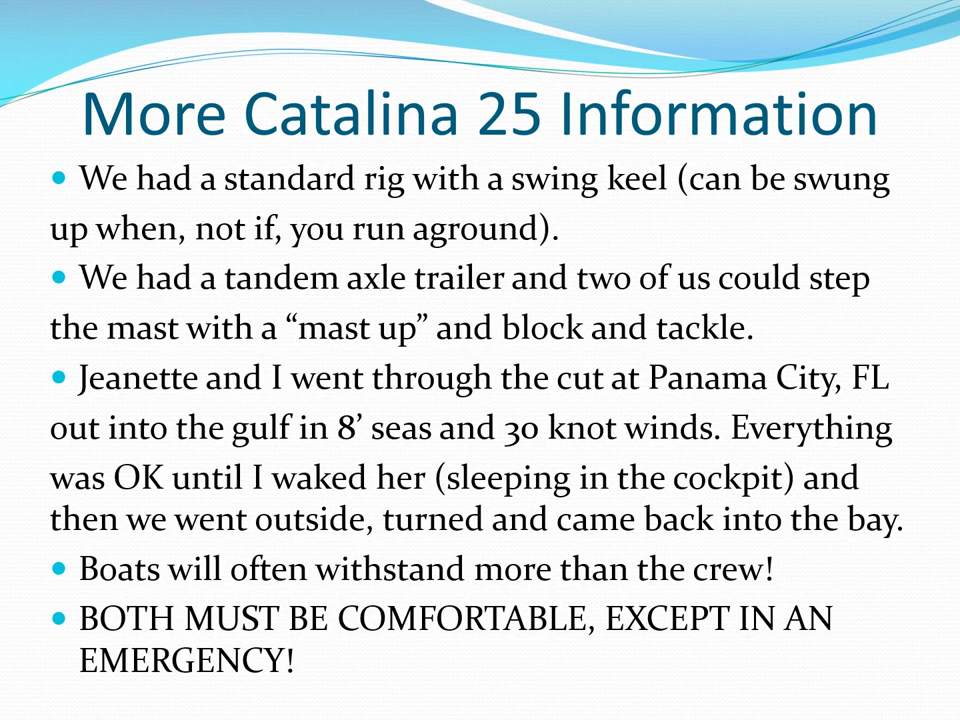 More Catalina 25 Information
• We had a standard rig with a swing keel (can be swung
up when, not if, you run aground).
• We had a tandem axle trailer and two of us could step
the mast with a “mast up” and block and tackle.
• Jeanette and I went through the cut at Panama City, FL
out into the gulf in 8’ seas and 30 knot winds. Everything
was OK until I waked her (sleeping in the cockpit) and
then we went outside, turned and came back into the bay.
• Boats will often withstand more than the crew!
• BOTH MUST BE COMFORTABLE, EXCEPT IN AN
EMERGENCY!